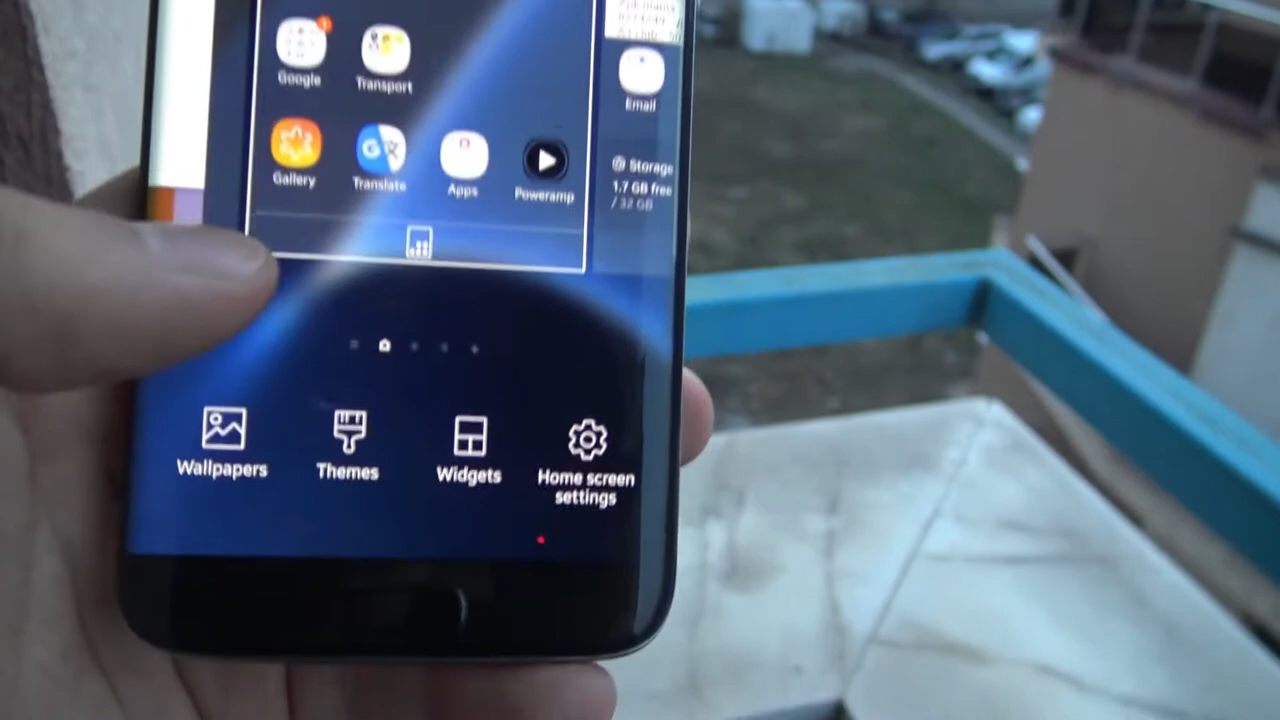 Google
Transport
Email
Gallery
Translate
Apps
Poweramp
Storage
1.7 GB free
/ 32 GB
Wallpapers
Themes
Widgets
Home screen
settings